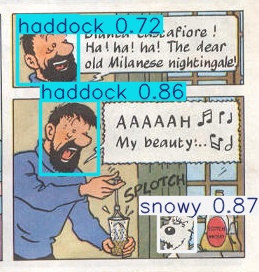 haddock 0.72
Bianca Castafiore !
Ha! ha! ha! The dear
old Milanese nightingale!
haddock 0.86
AAAAAH
My beauty...
SPLOTCH
snowy 0.87